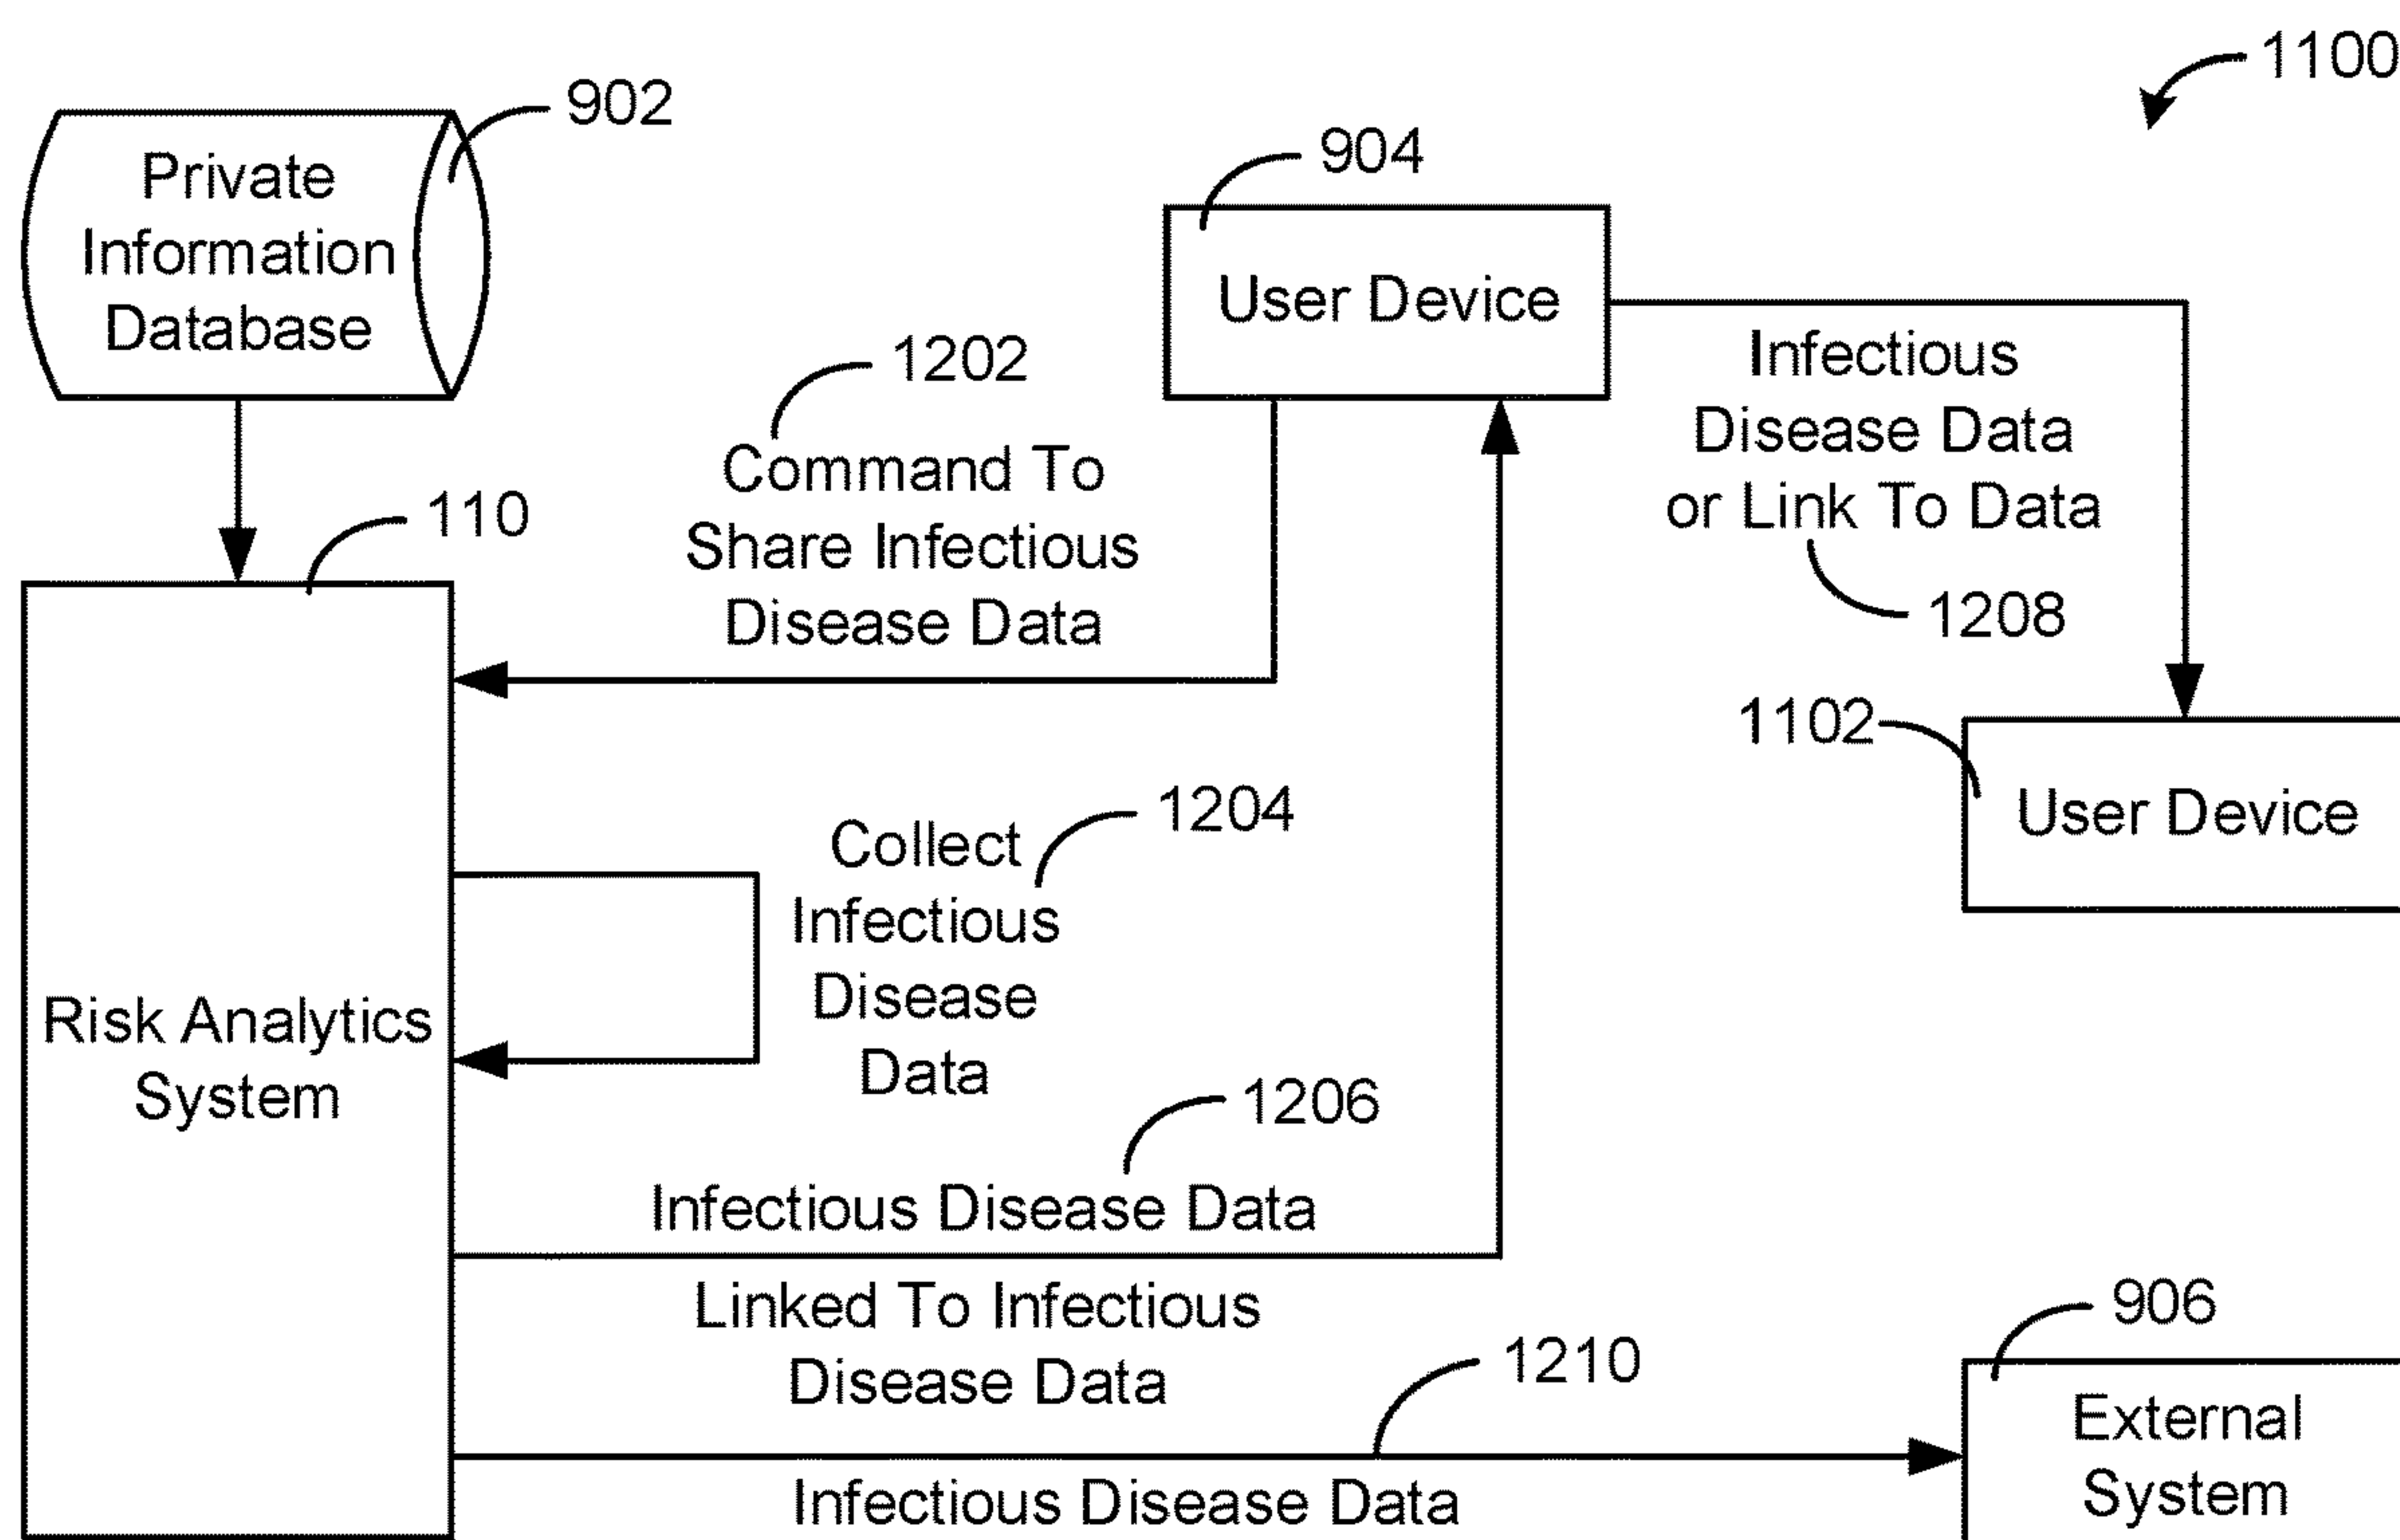 1100
902
Private
Information
Database
904
User Device
1202
Command To
Share Infectious
Disease Data
Infectious
Disease Data
or Link To Data
1208
110
1102
User Device
Risk Analytics
System
1204
Collect
Infectious
Disease
Data
1206
Infectious Disease Data
Linked To Infectious
Disease Data
1210
Infectious Disease Data
906
External
System